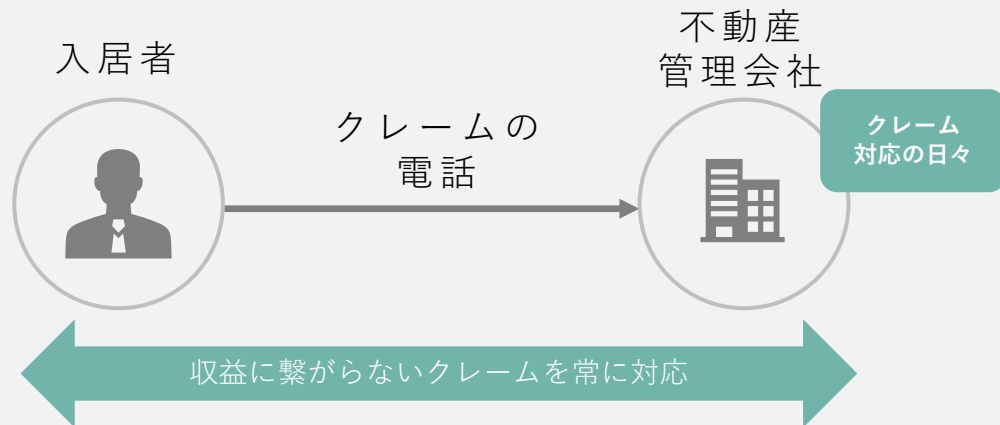 入居者
不動産
管理会社
クレームの
電話
クレーム
対応の日々
収益に繋がらないクレームを常に対応